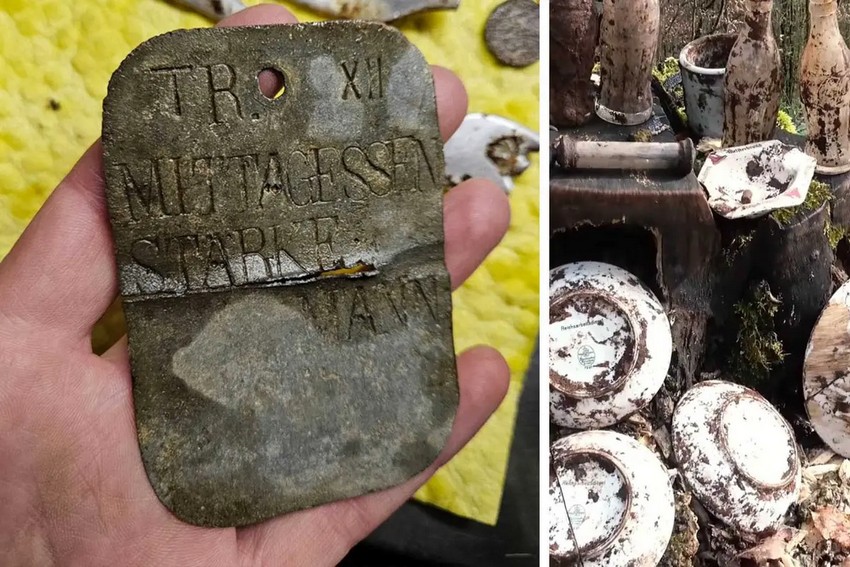 TR. XII
MITTAGESSEN
STÄRKE
MANN